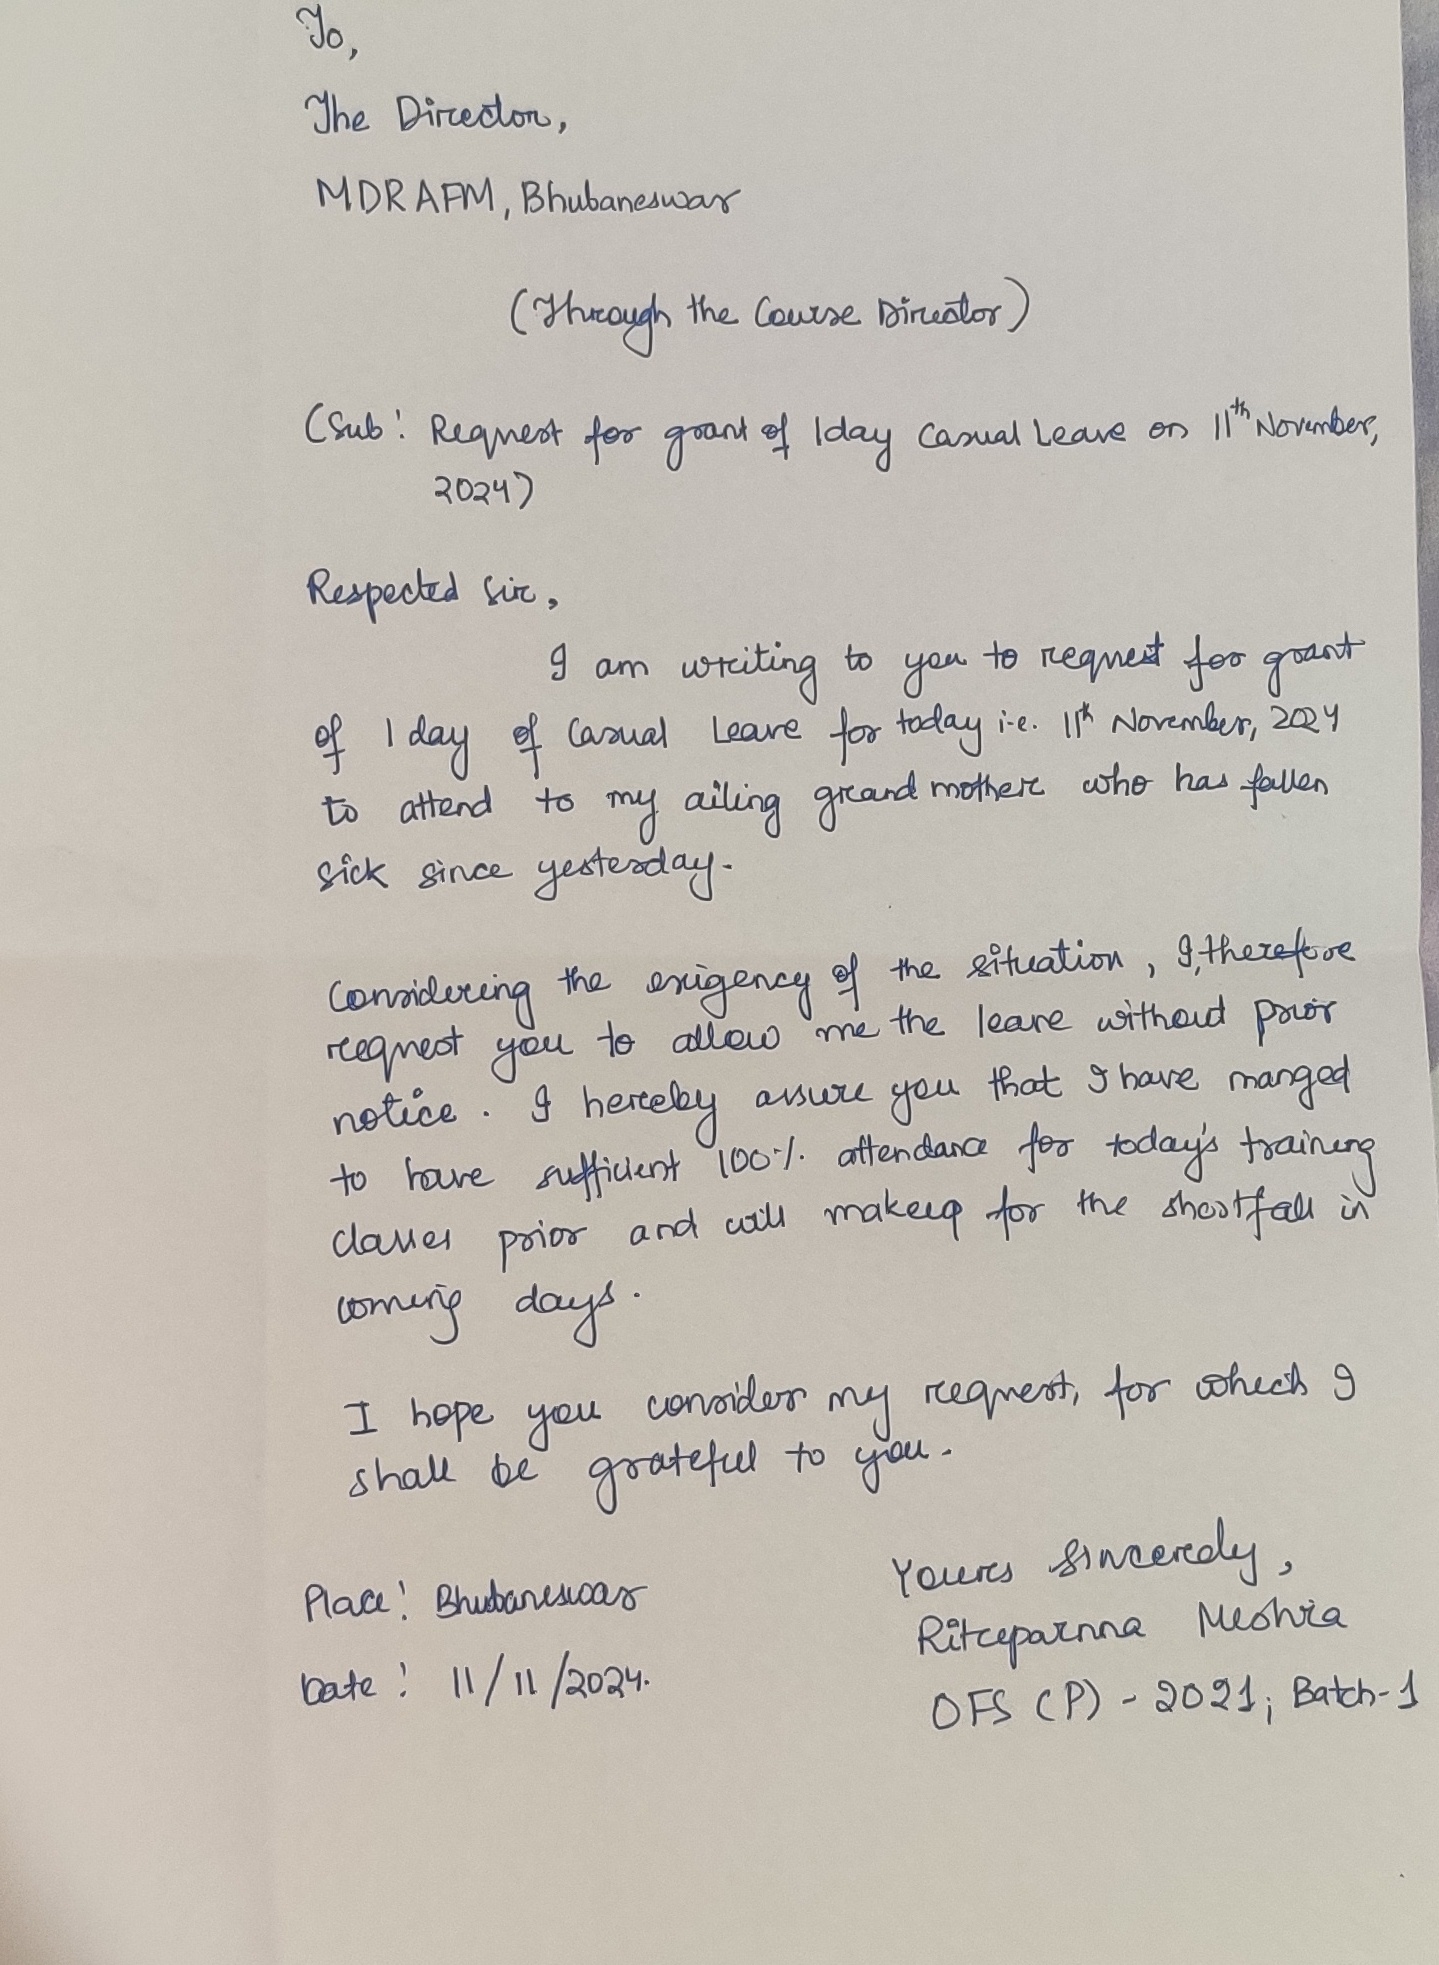 To,
The Director,
MDRAFM, Bhubaneswar
(Through the Course Director)
(Sub: Request for grant of 1day Casual Leave on 11th November,
2024)
Respected Sir,
I am writing to you to request for grant
of 1 day of Casual Leave for today i.e. 11th November, 2024
to attend to my ailing grand mother who has fallen
sick since yesterday.
Considering the exigency of the situation, I, therefore
request you to allow me the leave without prior
notice. I hereby assure you that I have manged
to have sufficient 100% attendance for today's training
classes prior and will makeup for the shortfall in
coming days.
I hope you consider my request, for which I
shall be grateful to you.
Yours Sincerely,
Place: Bhubaneswar
Rituparnna Mishra
Date: 11/11/2024.
OFS (P) - 2021; Batch-1